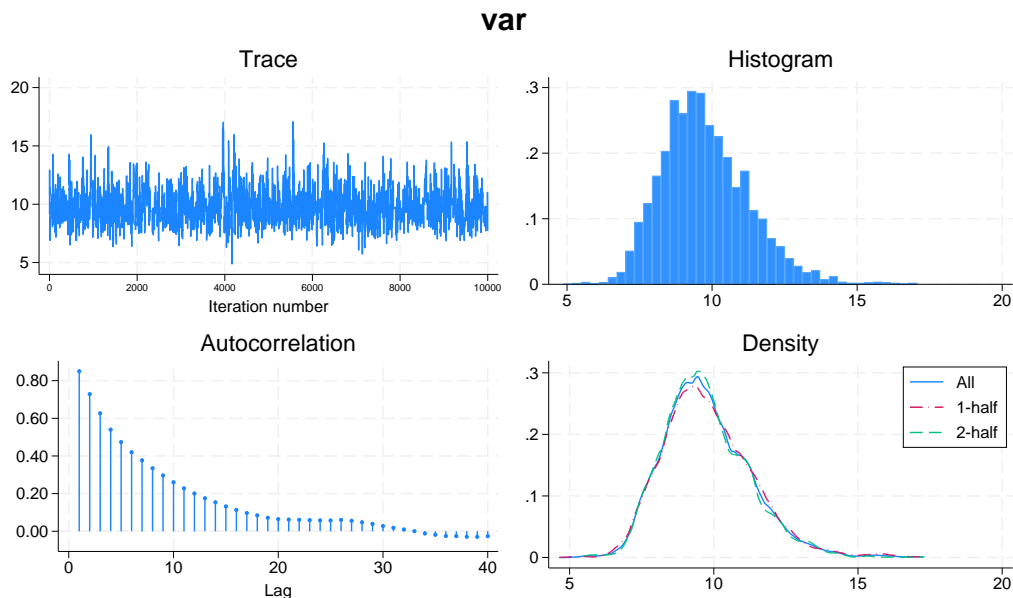 var
Trace
20
15
10
5
0 2000 4000 6000 8000 10000
Iteration number
Histogram
.3
.2
.1
0
5 10 15 20
Autocorrelation
0.80
0.60
0.40
0.20
0.00
0 10 20 30 40
Lag
Density
All
1-half
2-half
.3
.2
.1
0
5 10 15 20